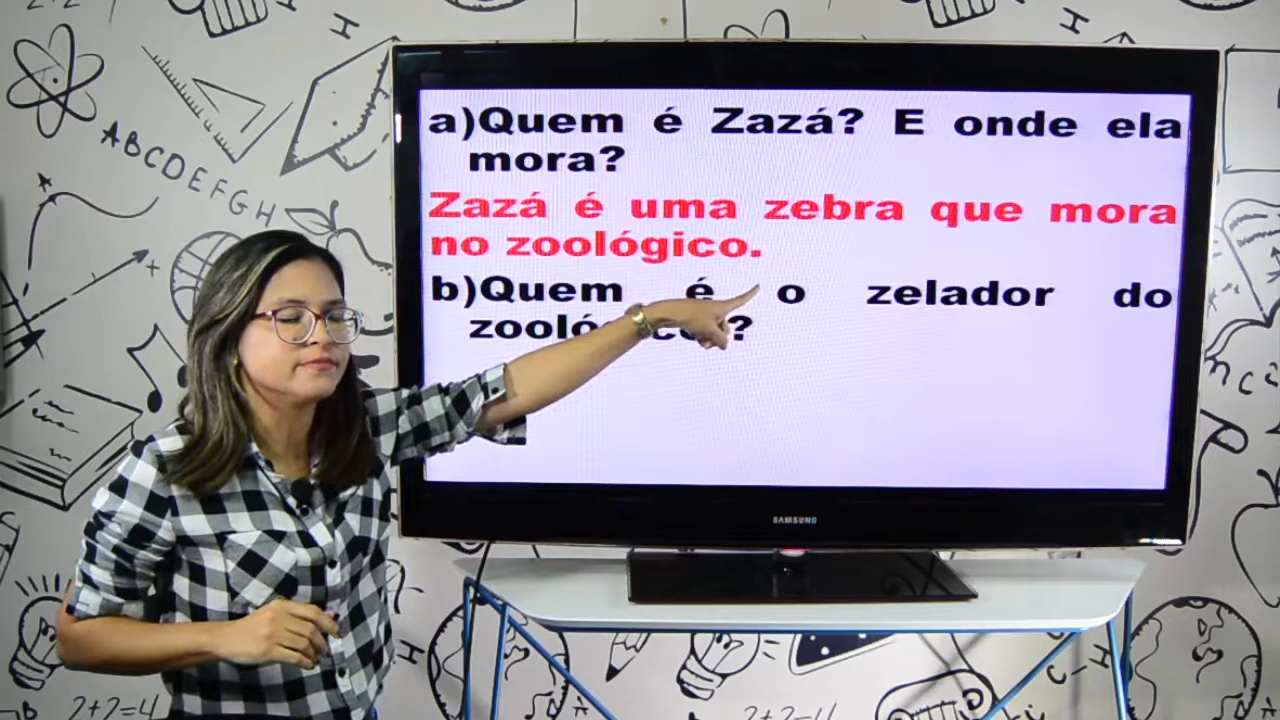 a)Quem é Zazá? E onde ela
mora?
Zazá é uma zebra que mora
no zoológico.
b)Quem é o zelador do
?
SAMSUNG
ABCDEFGH
2+2=4